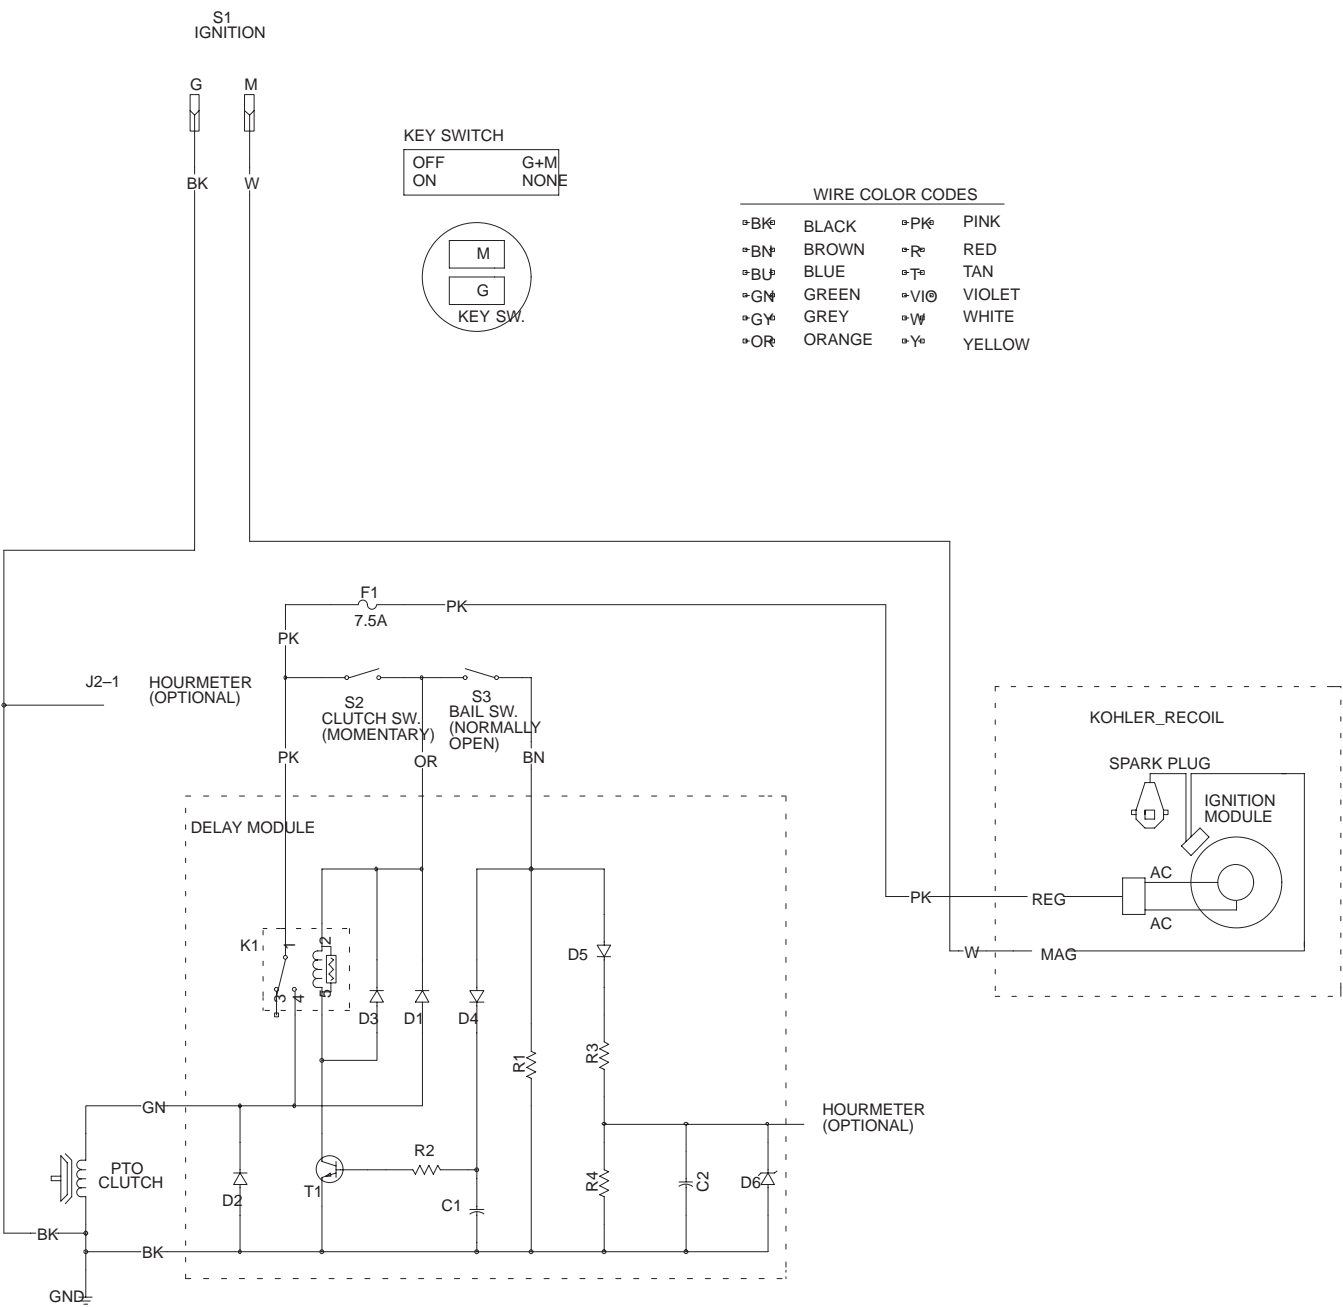 S1
IGNITION
G
M
BK
W
KEY SWITCH
OFF G+M
ON NONE
M
G
KEY SW.
WIRE COLOR CODES
BK BLACK PK PINK
BN BROWN R RED
BU BLUE T TAN
GN GREEN VIO VIOLET
GY GREY W WHITE
OR ORANGE Y YELLOW
F1
7.5A
PK
PK
J2–1
HOURMETER
(OPTIONAL)
S2
CLUTCH SW.
(MOMENTARY)
S3
BAIL SW.
(NORMALLY
OPEN)
PK
OR
BN
KOHLER_RECOIL
SPARK PLUG
IGNITION
MODULE
AC
AC
PK
REG
W
MAG
DELAY MODULE
K1
1
2
3
4
5
D3
D1
D4
D5
R1
R3
GN
HOURMETER
(OPTIONAL)
PTO
CLUTCH
D2
T1
R2
C1
R4
C2
D6
BK
BK
GND